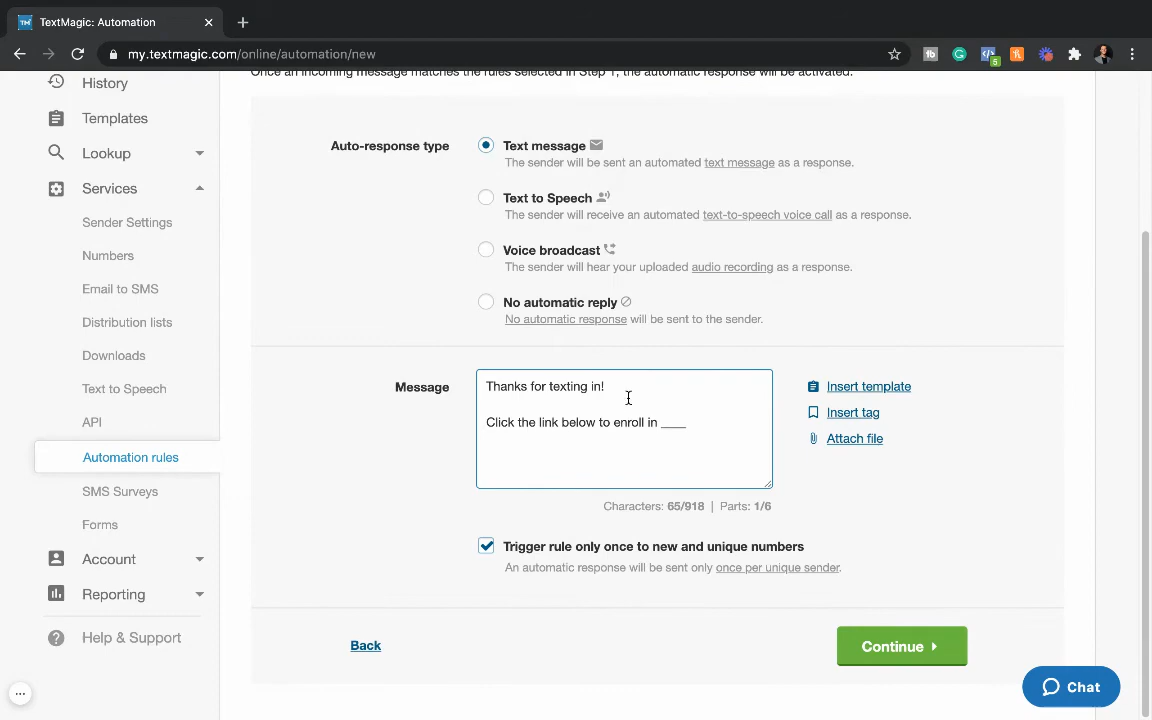 TextMagic: Automation
my.textmagic.com/online/automation/new
5
Once an incoming message matches the rules selected in Step 1, the automatic response will be activated.
History
Templates
Lookup
Services
Sender Settings
Numbers
Email to SMS
Distribution lists
Downloads
Text to Speech
API
Automation rules
SMS Surveys
Forms
Account
Reporting
Help & Support
Auto-response type
Text message
The sender will be sent an automated text message as a response.
Text to Speech
The sender will receive an automated text-to-speech voice call as a response.
Voice broadcast
The sender will hear your uploaded audio recording as a response.
No automatic reply
No automatic response will be sent to the sender.
Message
Thanks for texting in!
Click the link below to enroll in ____
Insert template
Insert tag
Attach file
Characters: 65/918 | Parts: 1/6
Trigger rule only once to new and unique numbers
An automatic response will be sent only once per unique sender.
Back
Continue
Chat